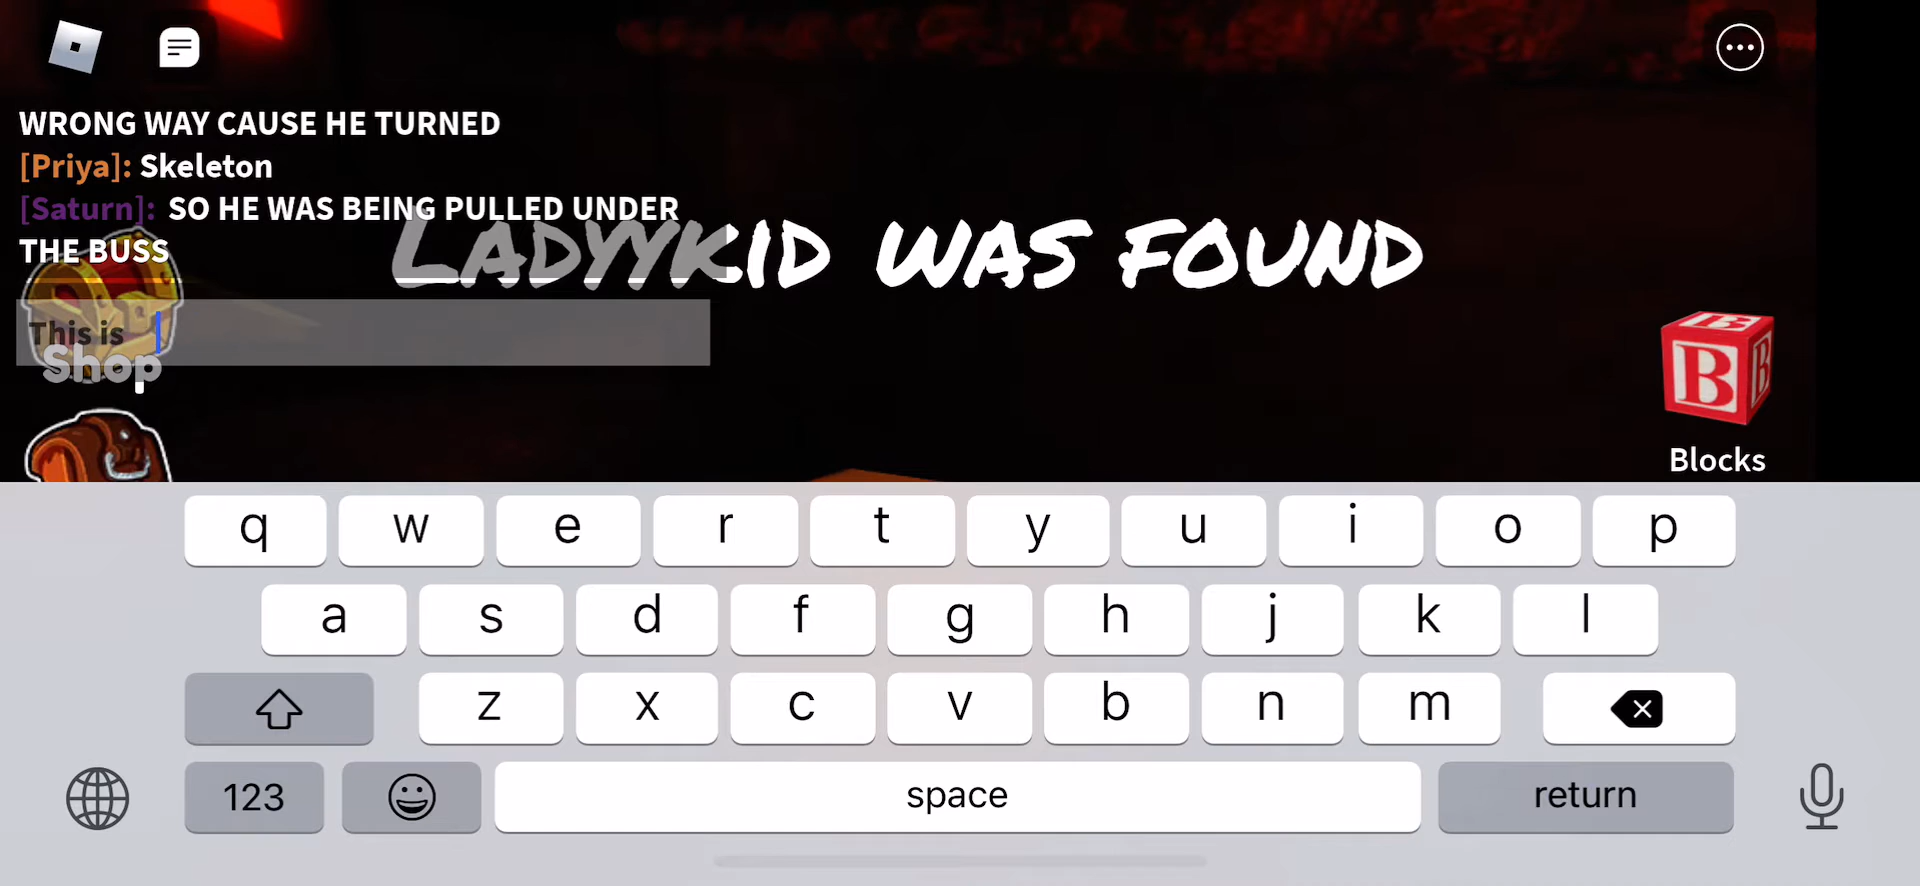 WRONG WAY CAUSE HE TURNED
[Priya]: Skeleton
[Saturn]: SO HE WAS BEING PULLED UNDER
THE BUSS
LADYYKID WAS FOUND
This is
Shop
B
B
B
Blocks
q w e r t y u i o p
a s d f g h j k l
z x c v b n m
123 space return